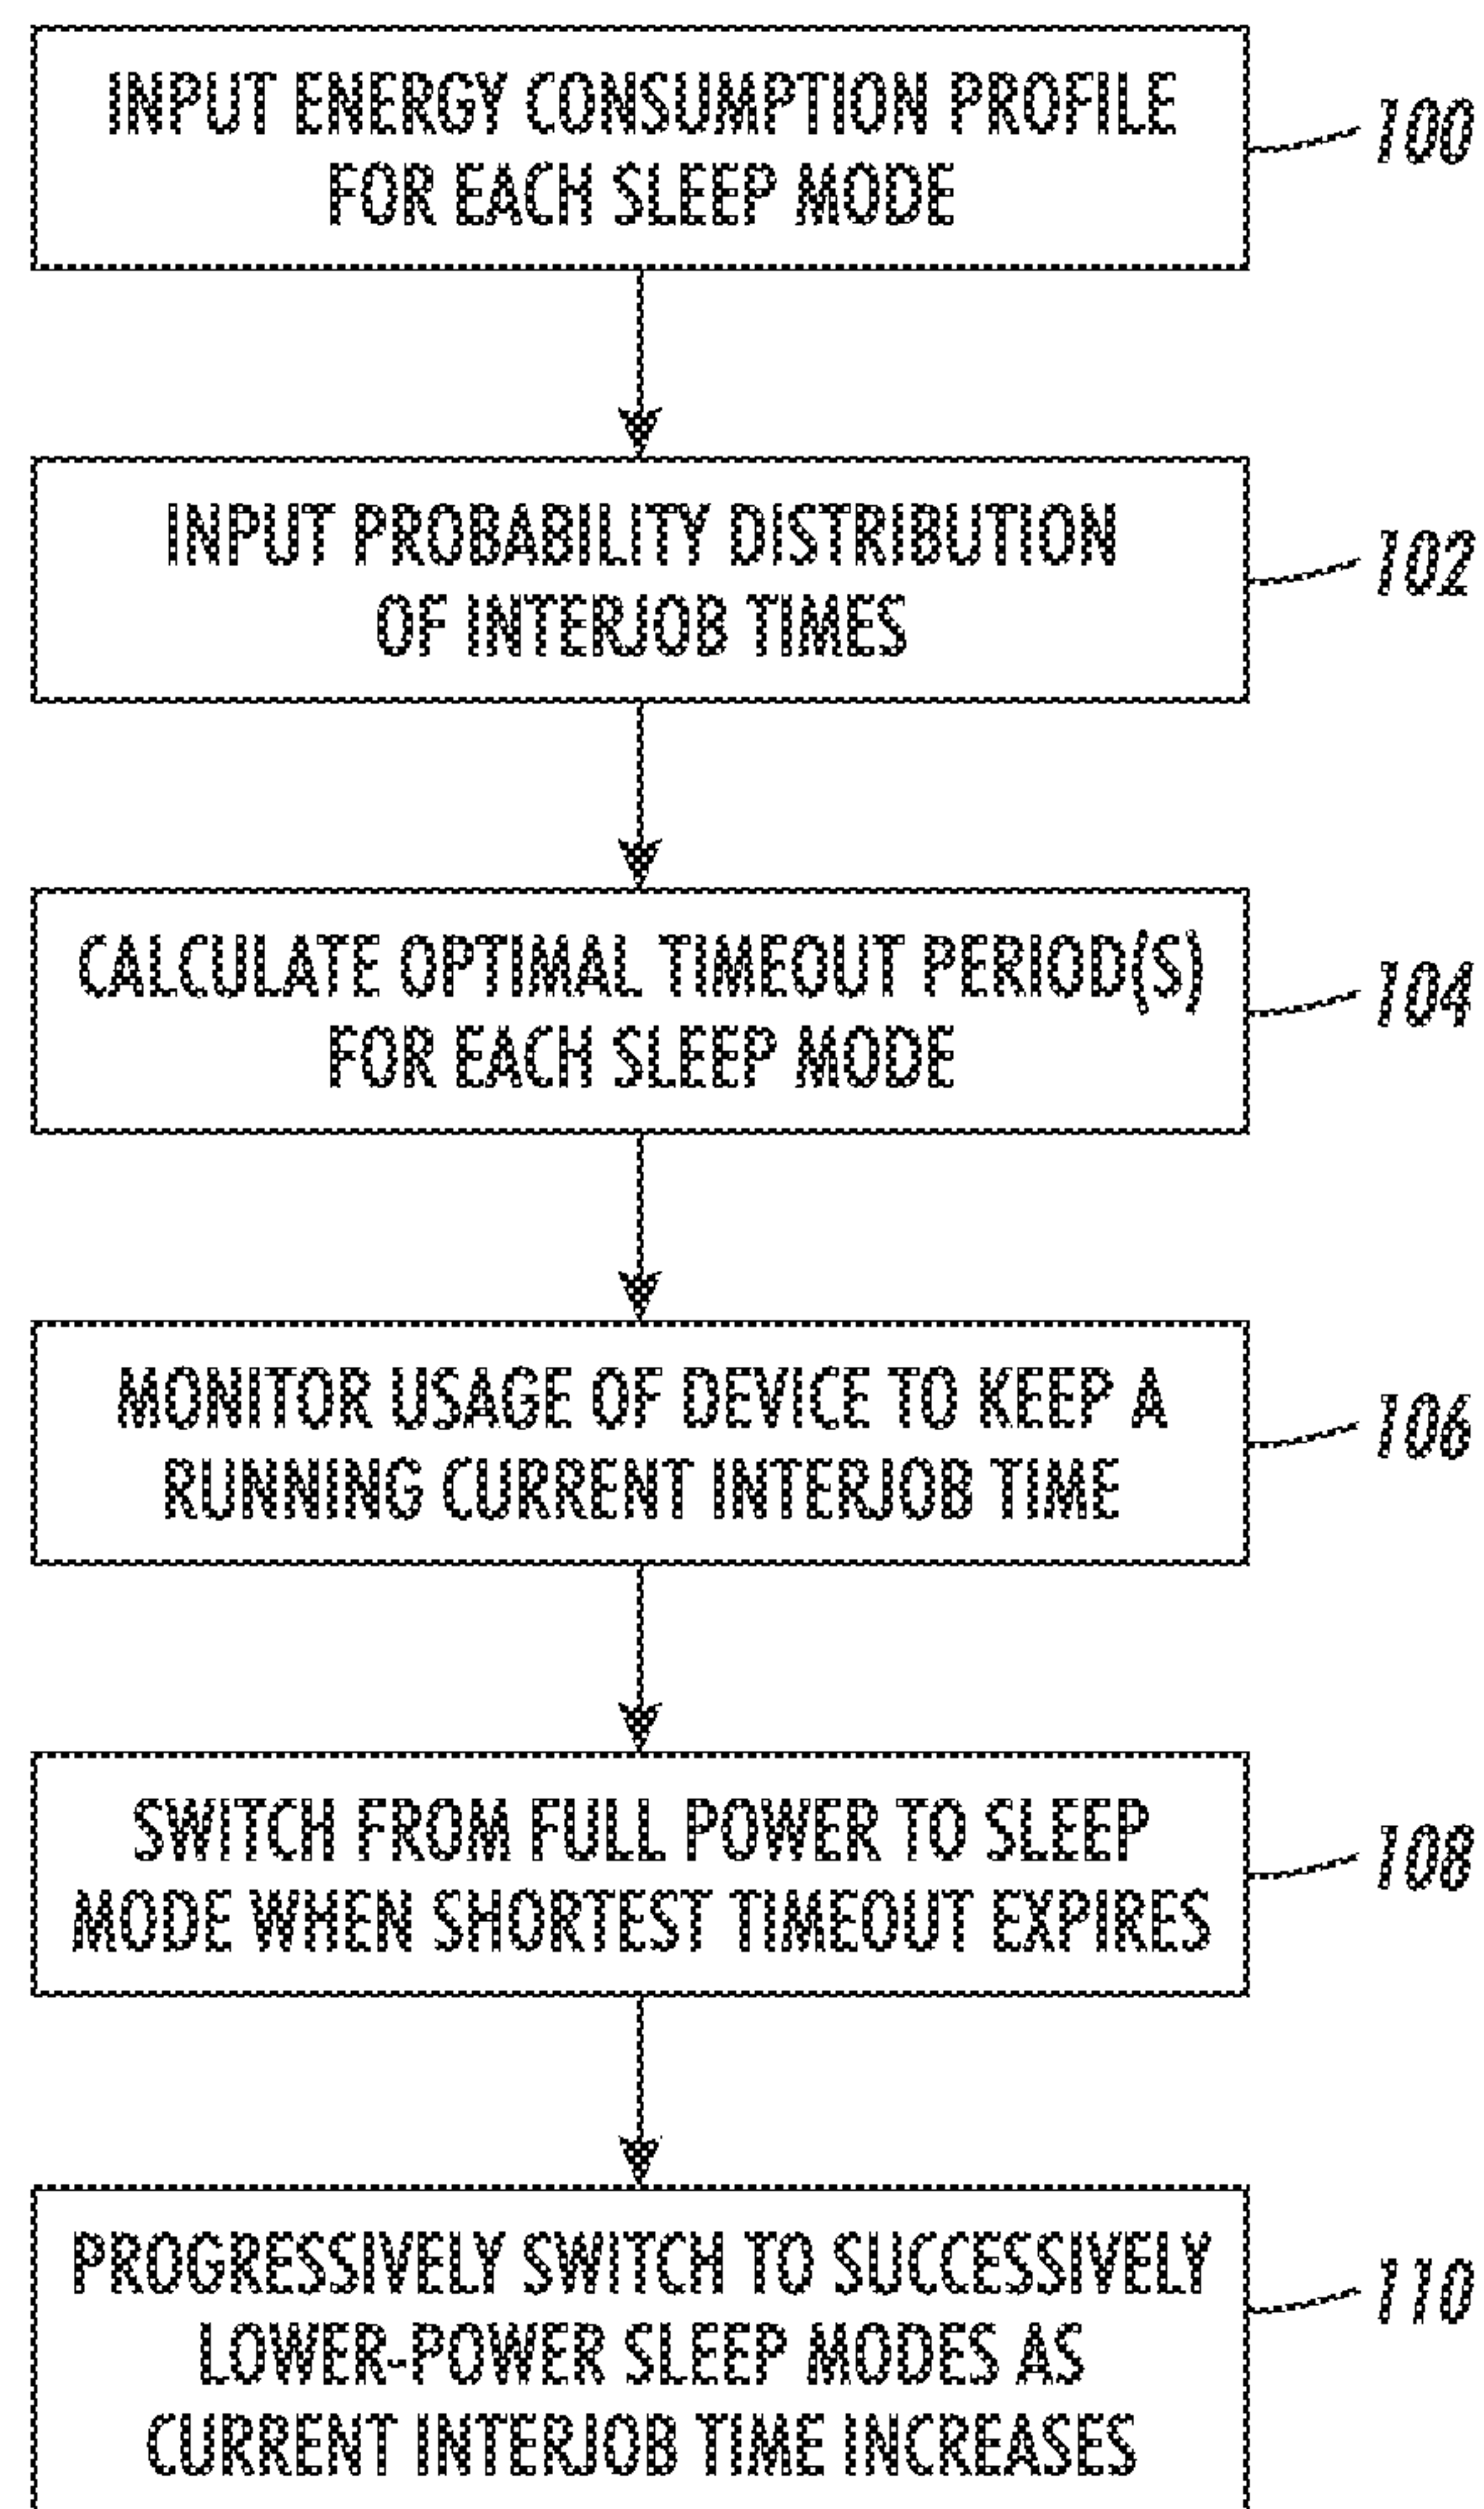 INPUT ENERGY CONSUMPTION PROFILE
FOR EACH SLEEP MODE
100
INPUT PROBABILITY DISTRIBUTION
OF INTERJOB TIMES
102
CALCULATE OPTIMAL TIMEOUT PERIOD(S)
FOR EACH SLEEP MODE
104
MONITOR USAGE OF DEVICE TO KEEP A
RUNNING CURRENT INTERJOB TIME
106
SWITCH FROM FULL POWER TO SLEEP
MODE WHEN SHORTEST TIMEOUT EXPIRES
108
PROGRESSIVELY SWITCH TO SUCCESSIVELY
LOWER-POWER SLEEP MODES AS
CURRENT INTERJOB TIME INCREASES
110